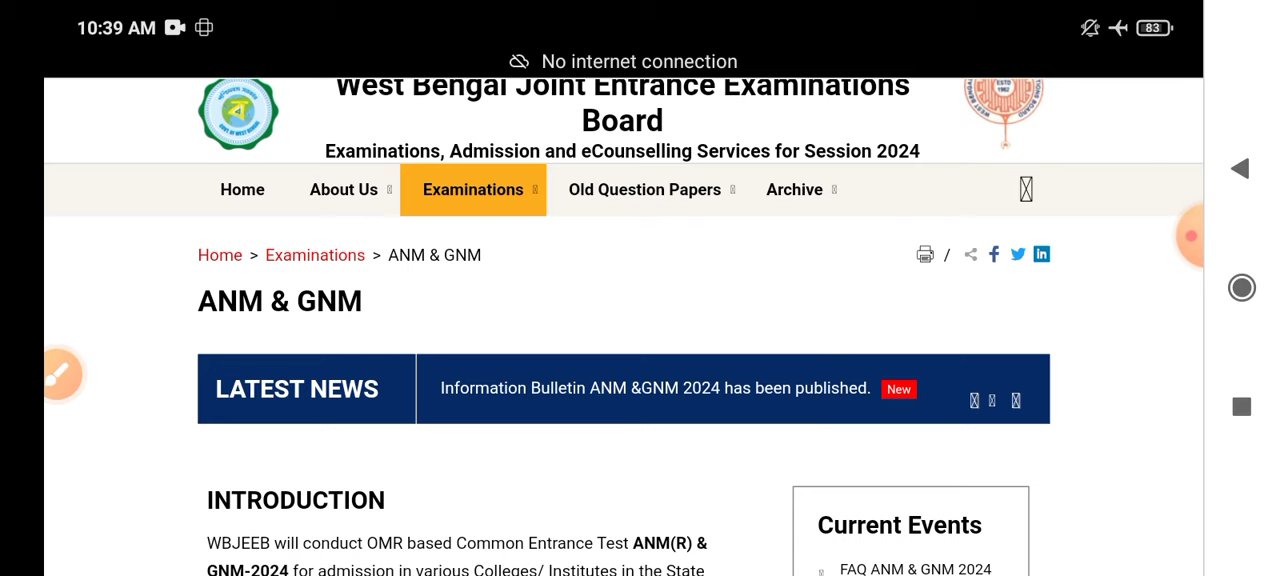 10:39 AM
83
No internet connection
West Bengal Joint Entrance Examinations
Board
Examinations, Admission and eCounselling Services for Session 2024
Home About Us Examinations Old Question Papers Archive
Home > Examinations > ANM & GNM
/
ANM & GNM
LATEST NEWS Information Bulletin ANM &GNM 2024 has been published. New
INTRODUCTION
WBJEEB will conduct OMR based Common Entrance Test ANM(R) &
GNM-2024 for admission in various Colleges/ Institutes in the State
Current Events
FAQ ANM & GNM 2024